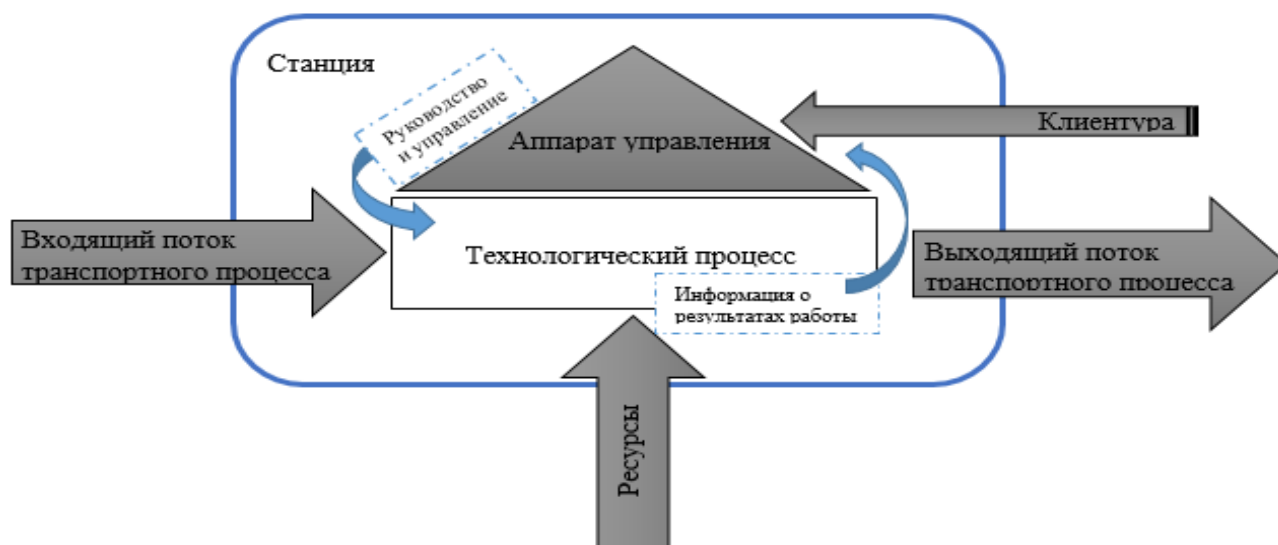 Станция
Руководство
и управление
Аппарат управления
Клиентура
Входящий поток
транспортного процесса
Технологический процесс
Выходящий поток
транспортного процесса
Информация о
результатах работы
Ресурсы